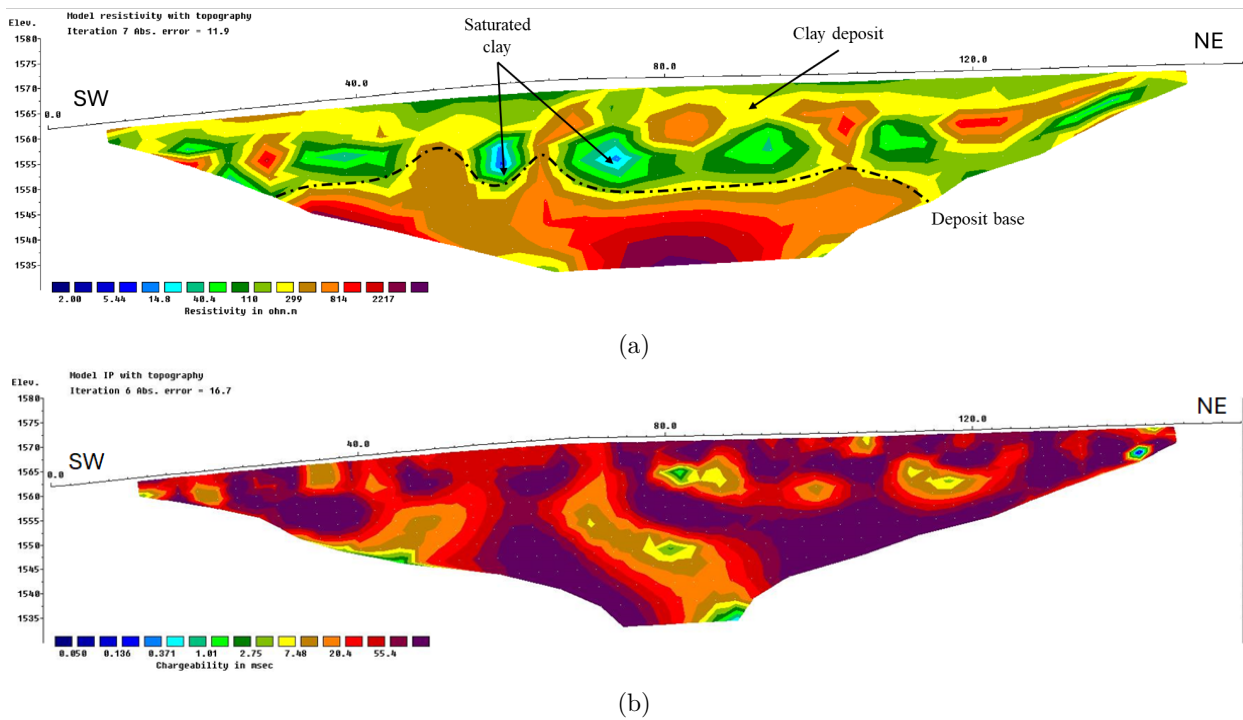 Model resistivity with topography
Elev. Iteration 7 Abs. error = 11.9
1580
1575
1570
1565
1560
1555
1550
1545
1540
1535
SW
NE
0.0
40.0
80.0
120.0
Saturated
clay
Clay deposit
Deposit base
2.00 5.44 14.8 40.4 110 299 814 2217
Resistivity in ohm.m
(a)
Model IP with topography
Elev. Iteration 6 Abs. error = 16.7
1580
1575
1570
1565
1560
1555
1550
1545
1540
1535
SW
NE
0.0
40.0
80.0
120.0
0.050 0.136 0.371 1.01 2.75 7.48 20.4 55.4
Chargeability in msec
(b)